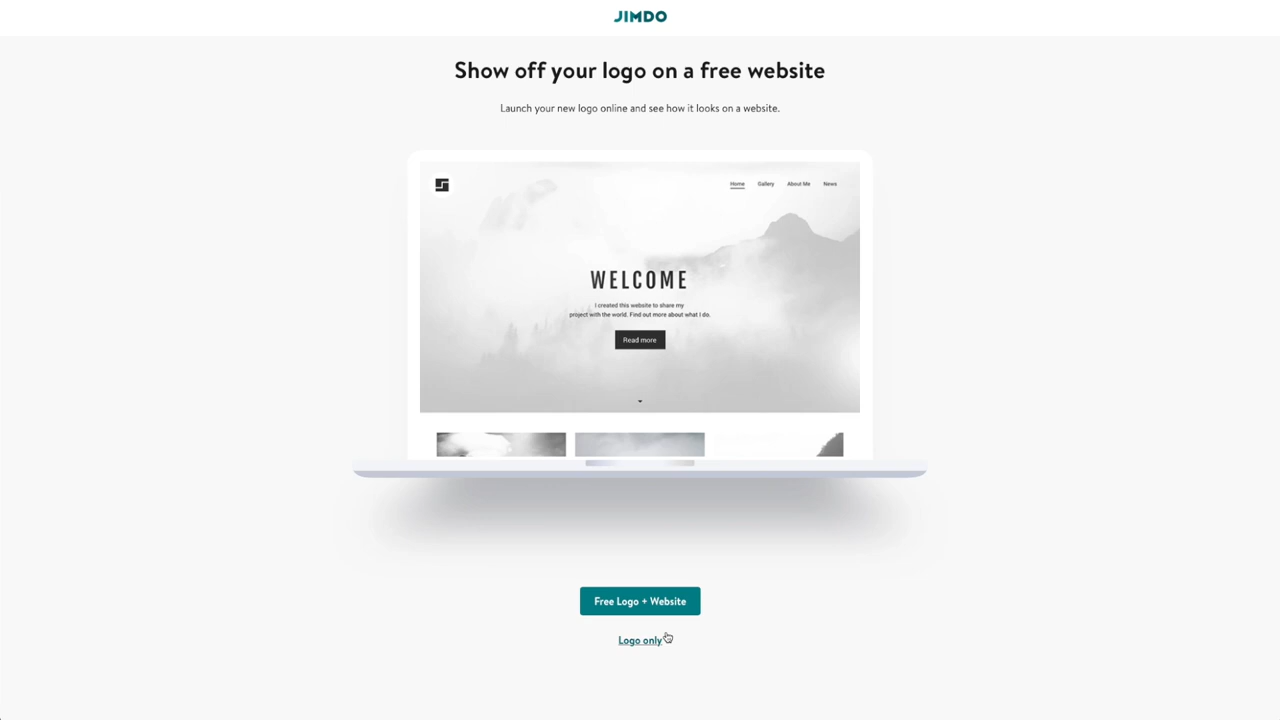 JIMDO
Show off your logo on a free website
Launch your new logo online and see how it looks on a website.
Home Gallery About Me News
WELCOME
I created this website to share my
project with the world. Find out more about what I do.
Read more
Free Logo + Website
Logo only